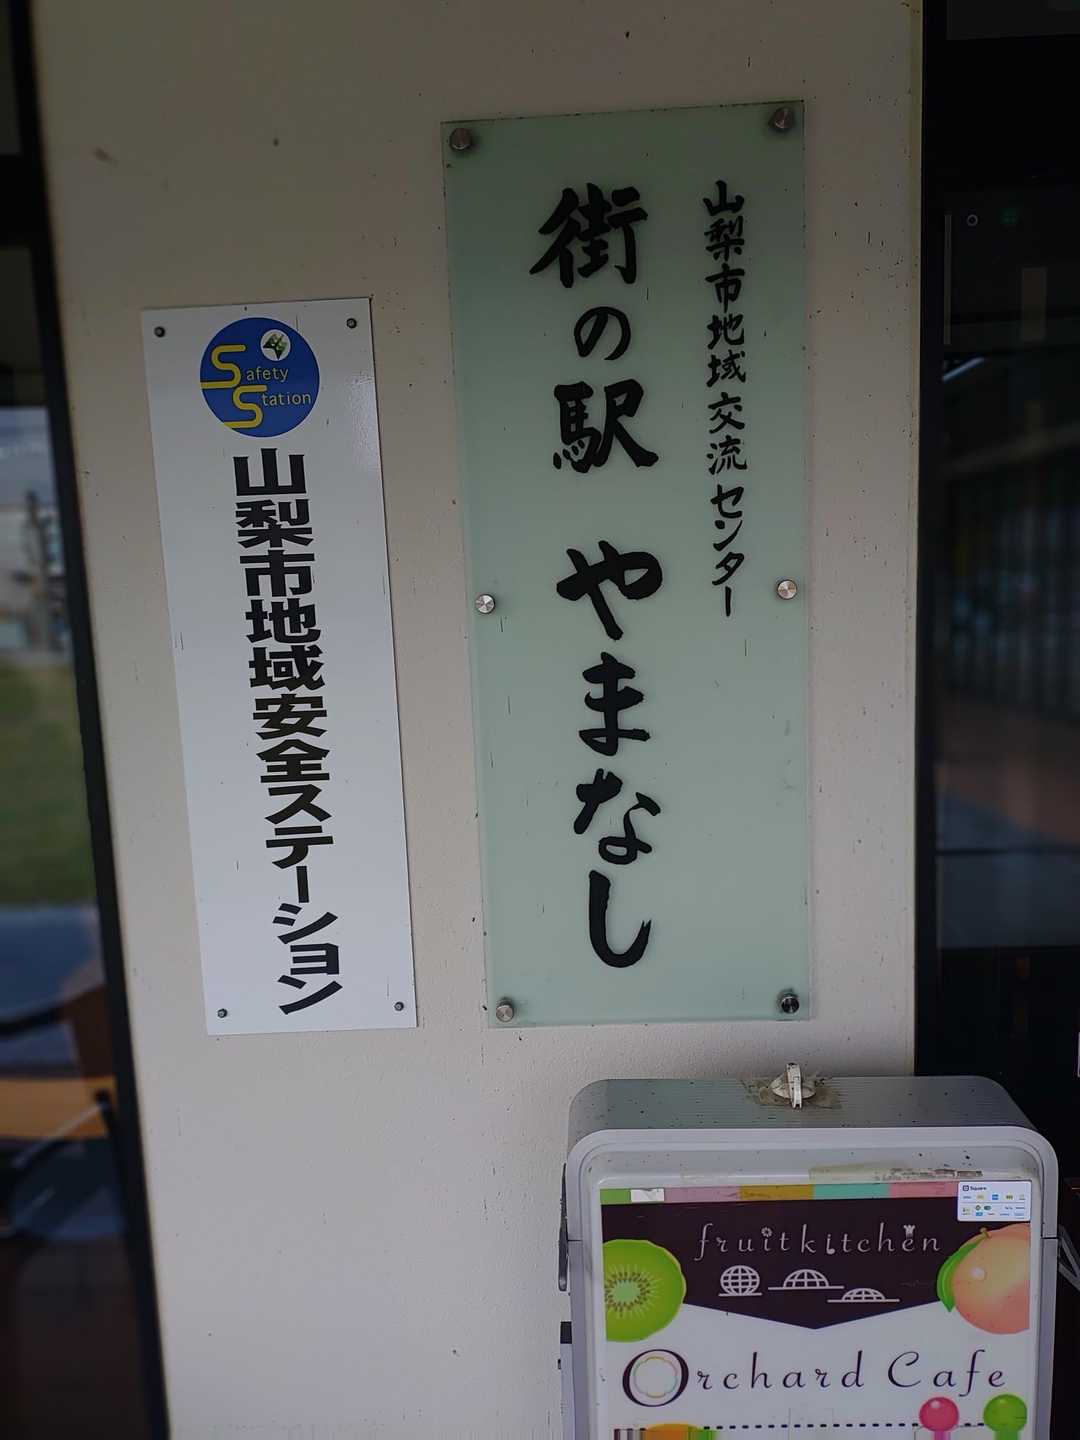 山梨市地域交流センター
街の駅 やまなし
Safety
Station
山梨市地域安全ステーション
Square
fruitkitchen
Orchard Cafe